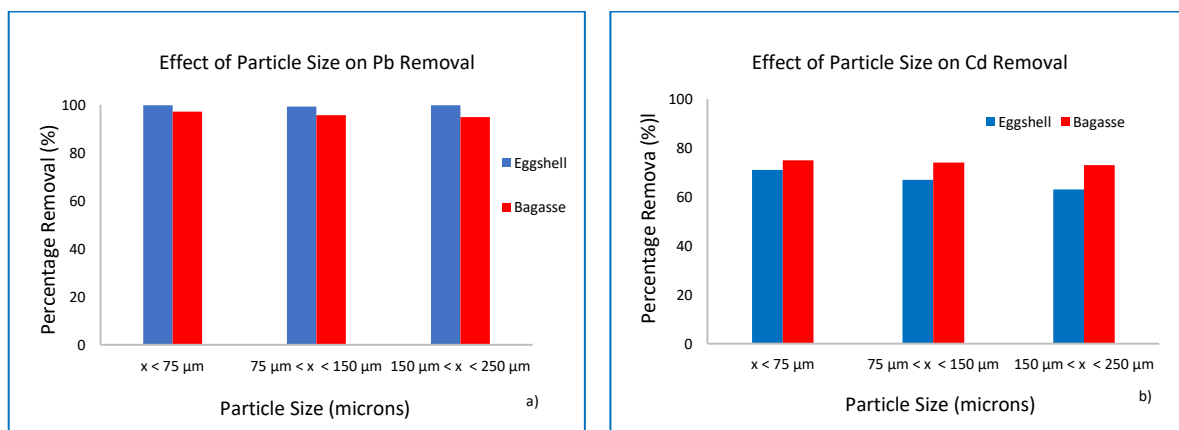 Effect of Particle Size on Pb Removal
Percentage Removal (%)
100
80
60
40
20
0
Eggshell
Bagasse
x < 75 µm
75 µm < x < 150 µm
150 µm < x < 250 µm
Particle Size (microns)
a)
Effect of Particle Size on Cd Removal
Percentage Remova (%)l
100
80
60
40
20
0
Eggshell
Bagasse
x < 75 µm
75 µm < x < 150 µm
150 µm < x < 250 µm
Particle Size (microns)
b)